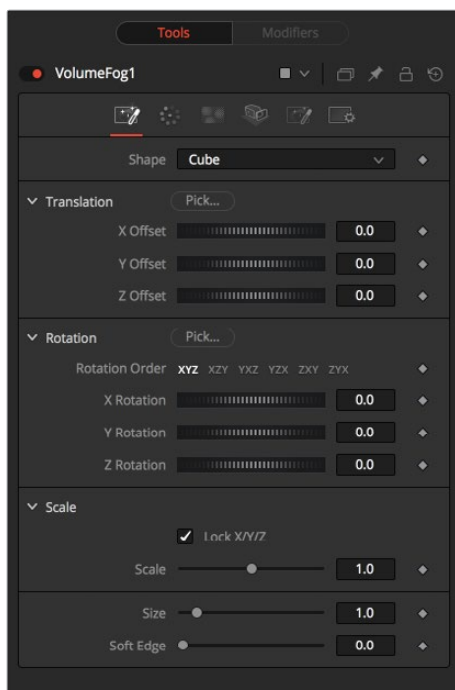 Tools Modifiers
VolumeFog1
Shape Cube
Translation Pick...
X Offset 0.0
Y Offset 0.0
Z Offset 0.0
Rotation Pick...
Rotation Order XYZ XZY YXZ YZX ZXY ZYX
X Rotation 0.0
Y Rotation 0.0
Z Rotation 0.0
Scale
Lock X/Y/Z
Scale 1.0
Size 1.0
Soft Edge 0.0